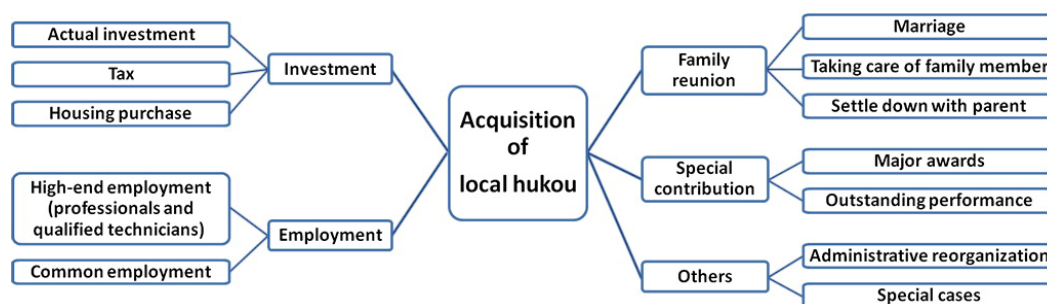 Actual investment
Tax
Housing purchase
Investment
High-end employment
(professionals and
qualified technicians)
Common employment
Employment
Acquisition
of
local hukou
Family
reunion
Marriage
Taking care of family member
Settle down with parent
Special
contribution
Major awards
Outstanding performance
Others
Administrative reorganization
Special cases